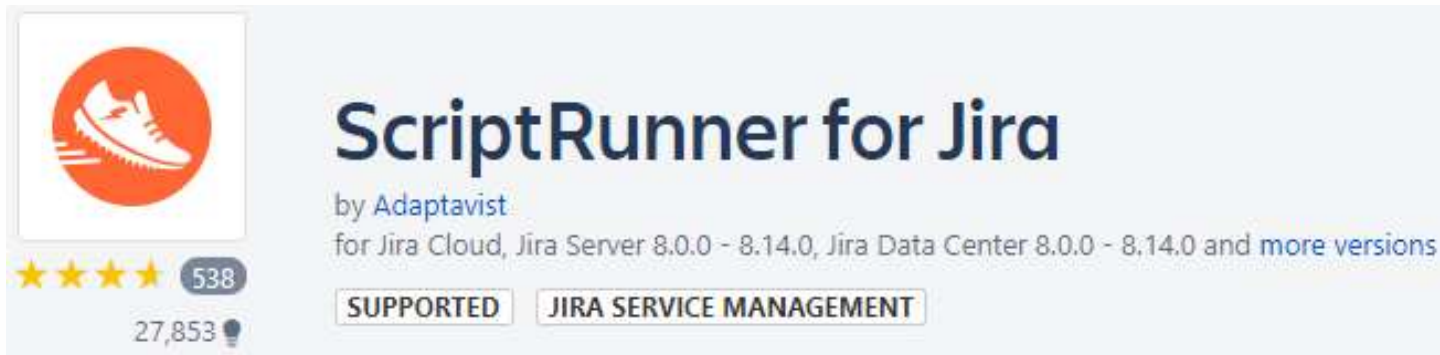 ScriptRunner for Jira
by Adaptavist
for Jira Cloud, Jira Server 8.0.0 - 8.14.0, Jira Data Center 8.0.0 - 8.14.0 and more versions
538
SUPPORTED JIRA SERVICE MANAGEMENT
27,853